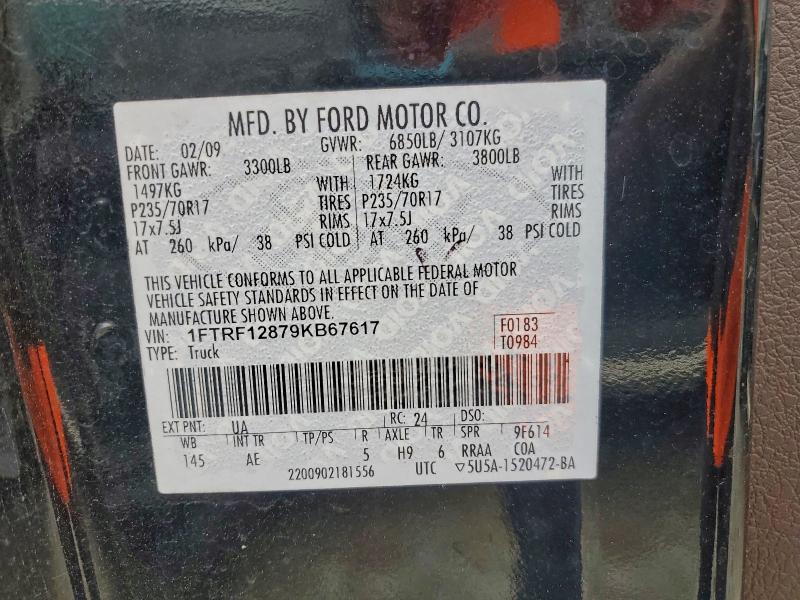 MFD. BY FORD MOTOR CO.
DATE: 02/09 GVWR: 6850LB/ 3107KG
FRONT GAWR: 3300LB REAR GAWR: 3800LB
1497KG WITH 1724KG WITH
P235/70R17 TIRES P235/70R17 TIRES
17x7.5J RIMS 17x7.5J RIMS
AT 260 kPa/ 38 PSI COLD AT 260 kPa/ 38 PSI COLD
THIS VEHICLE CONFORMS TO ALL APPLICABLE FEDERAL MOTOR
VEHICLE SAFETY STANDARDS IN EFFECT ON THE DATE OF
MANUFACTURE SHOWN ABOVE.
VIN: 1FTRF12879KB67617 F0183
TYPE: Truck T0984
EXT PNT: UA RC: 24 DSO:
WB INT TR TP/PS R AXLE TR SPR 9F614
145 AE 5 H9 6 RRAA COA
2200902181556 UTC ▽5U5A-1520472-BA